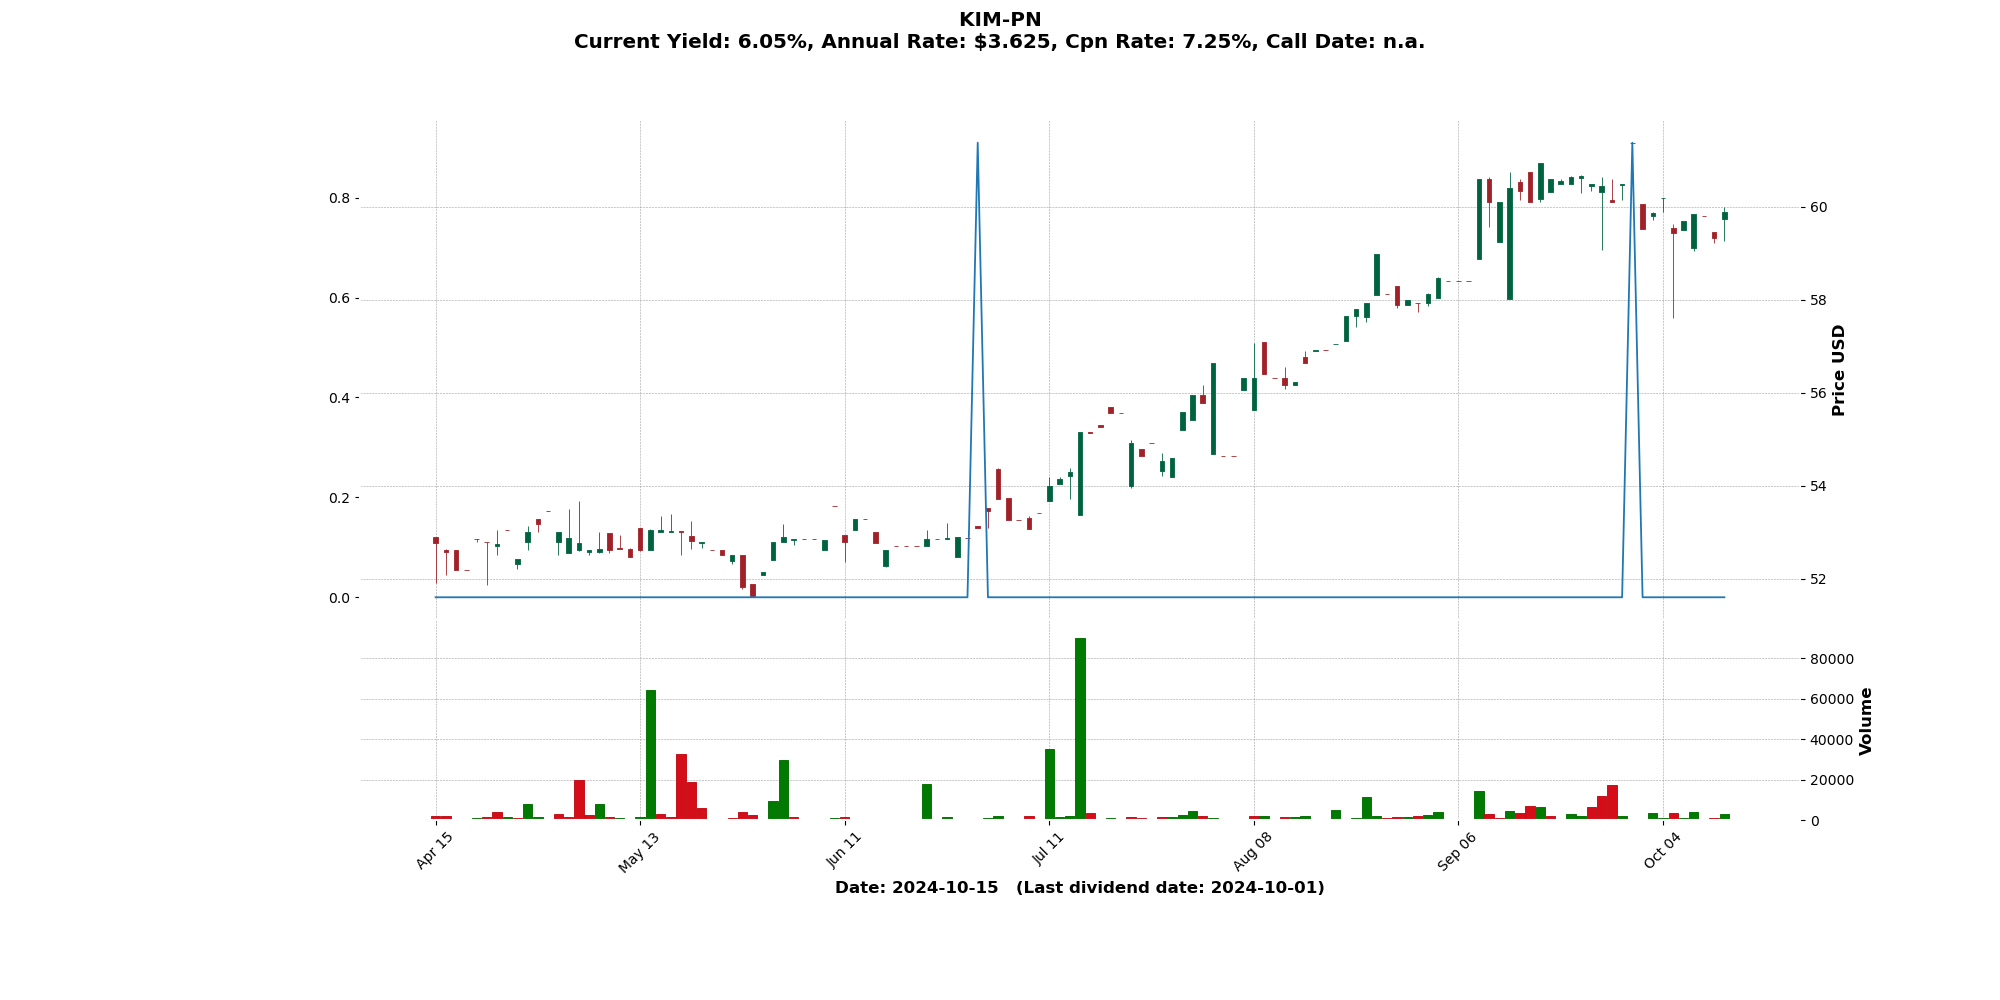 KIM-PN
Current Yield: 6.05%, Annual Rate: $3.625, Cpn Rate: 7.25%, Call Date: n.a.
0.8
0.6
0.4
0.2
0.0
60
58
56
54
52
Price USD
80000
60000
40000
20000
0
Volume
Apr 15
May 13
Jun 11
Jul 11
Aug 08
Sep 06
Oct 04
Date: 2024-10-15 (Last dividend date: 2024-10-01)